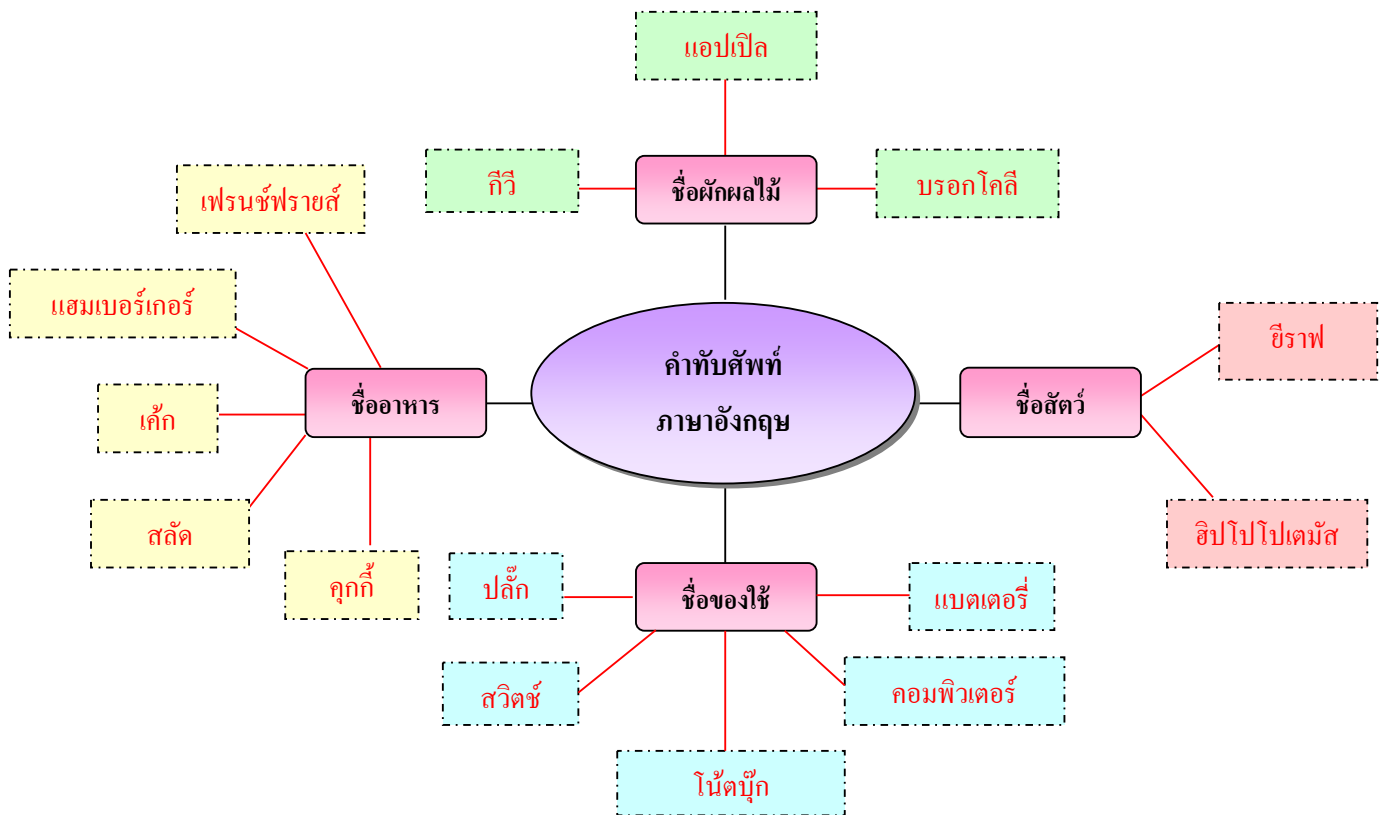 แอปเปิล
กีวี
ชื่อผักผลไม้
บรอกโคลี
เฟรนช์ฟรายส์
แฮมเบอร์เกอร์
เค้ก
สลัด
คุกกี้
ชื่ออาหาร
คำทับศัพท์
ภาษาอังกฤษ
ชื่อสัตว์
ยีราฟ
ฮิปโปโปเตมัส
ปลั๊ก
ชื่อของใช้
แบตเตอรี่
สวิตช์
คอมพิวเตอร์
โน้ตบุ๊ก